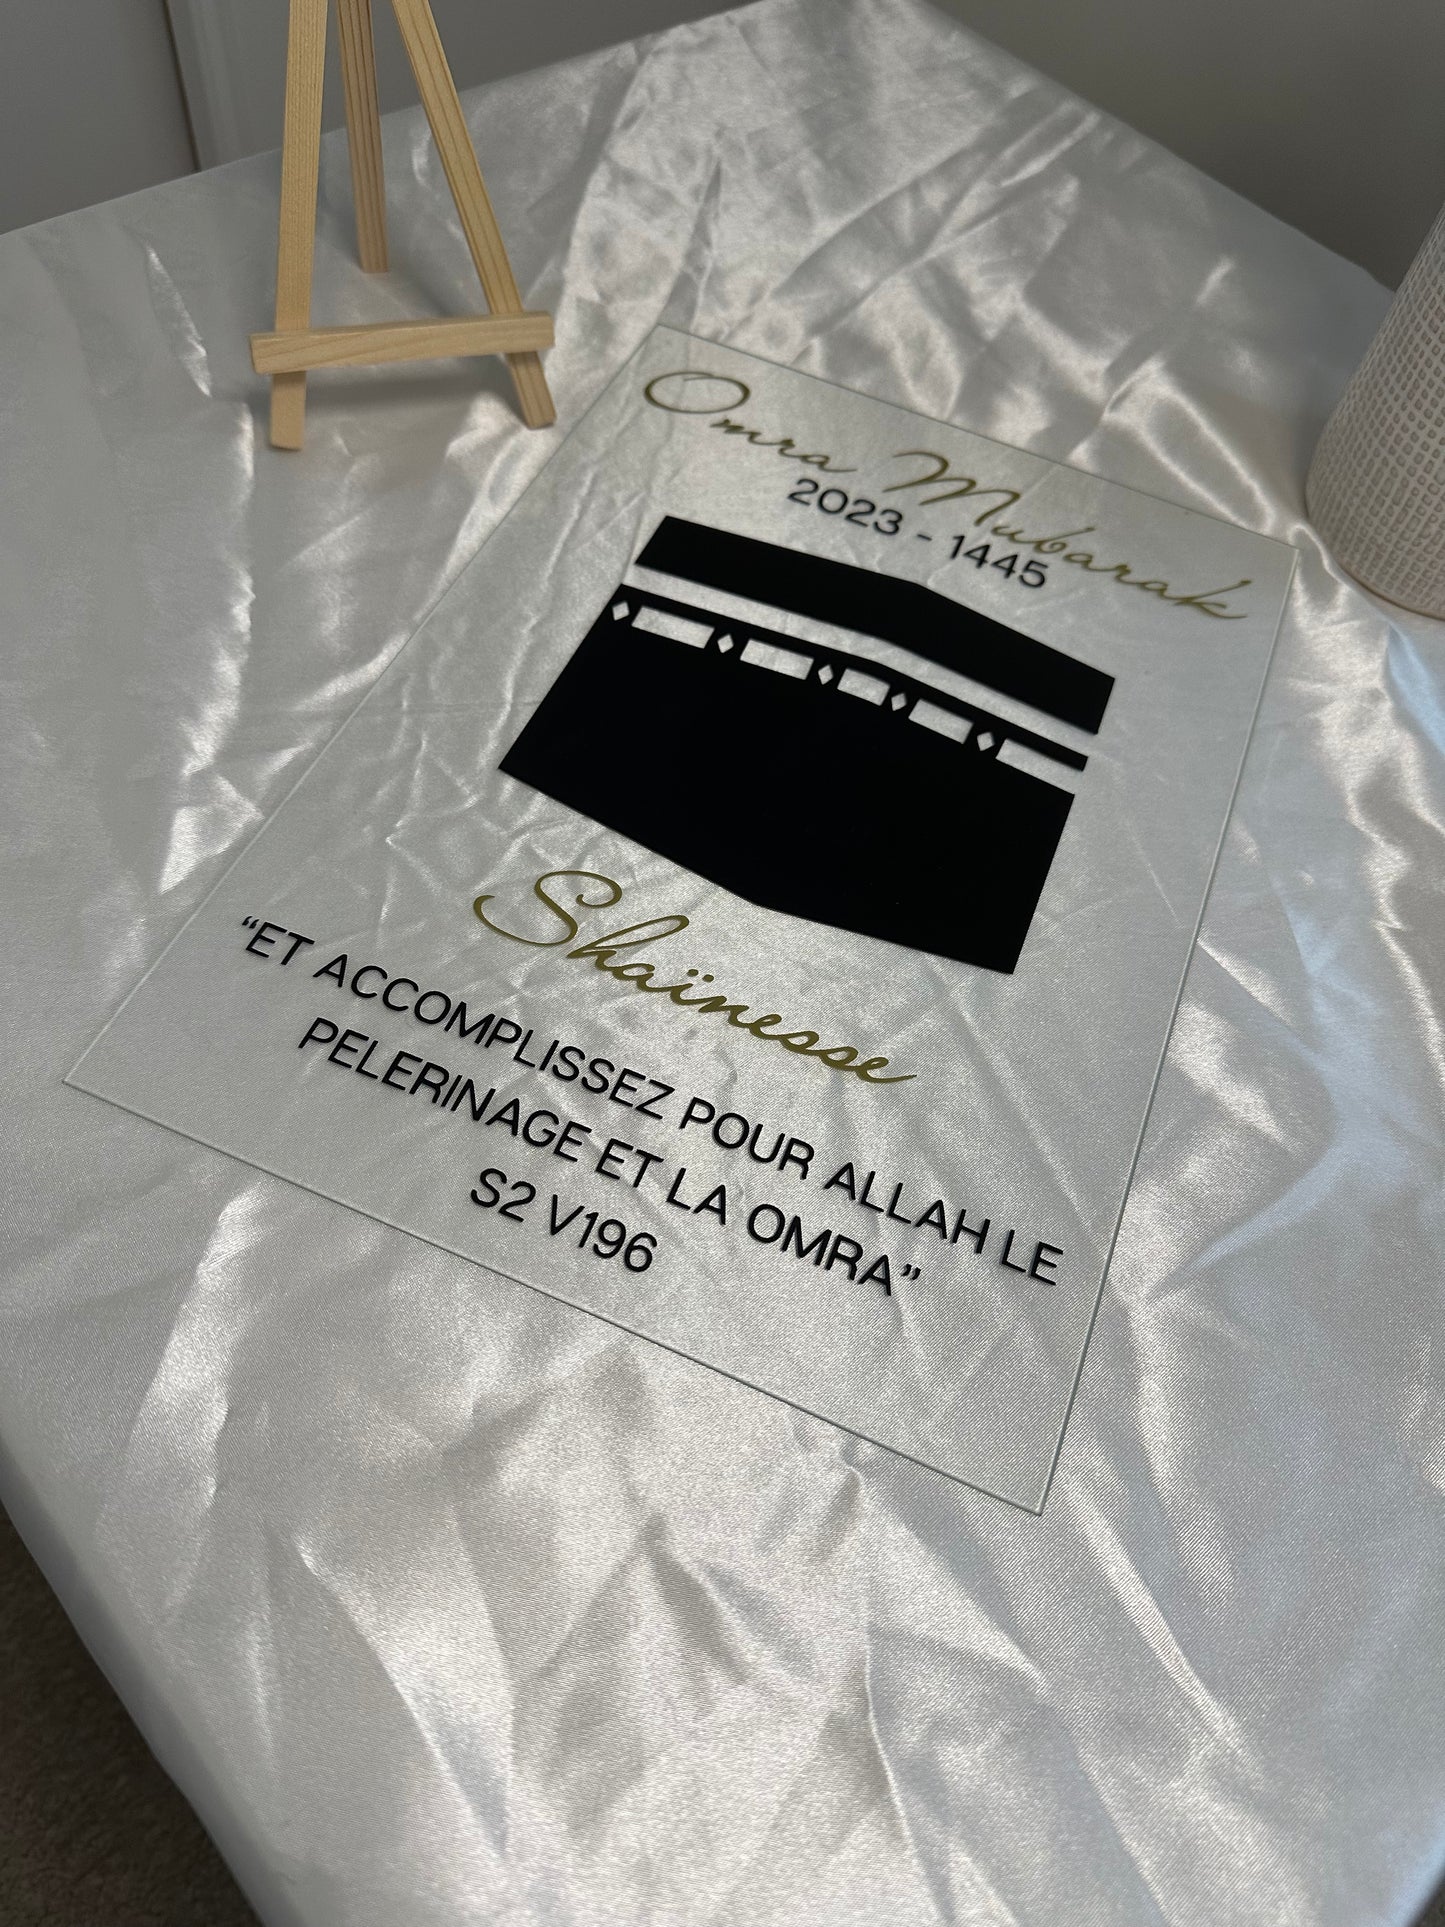 Omra Mubarak
2023 - 1445
Shaïnesse
“ET ACCOMPLISSEZ POUR ALLAH LE
PELERINAGE ET LA OMRA”
S2 V196